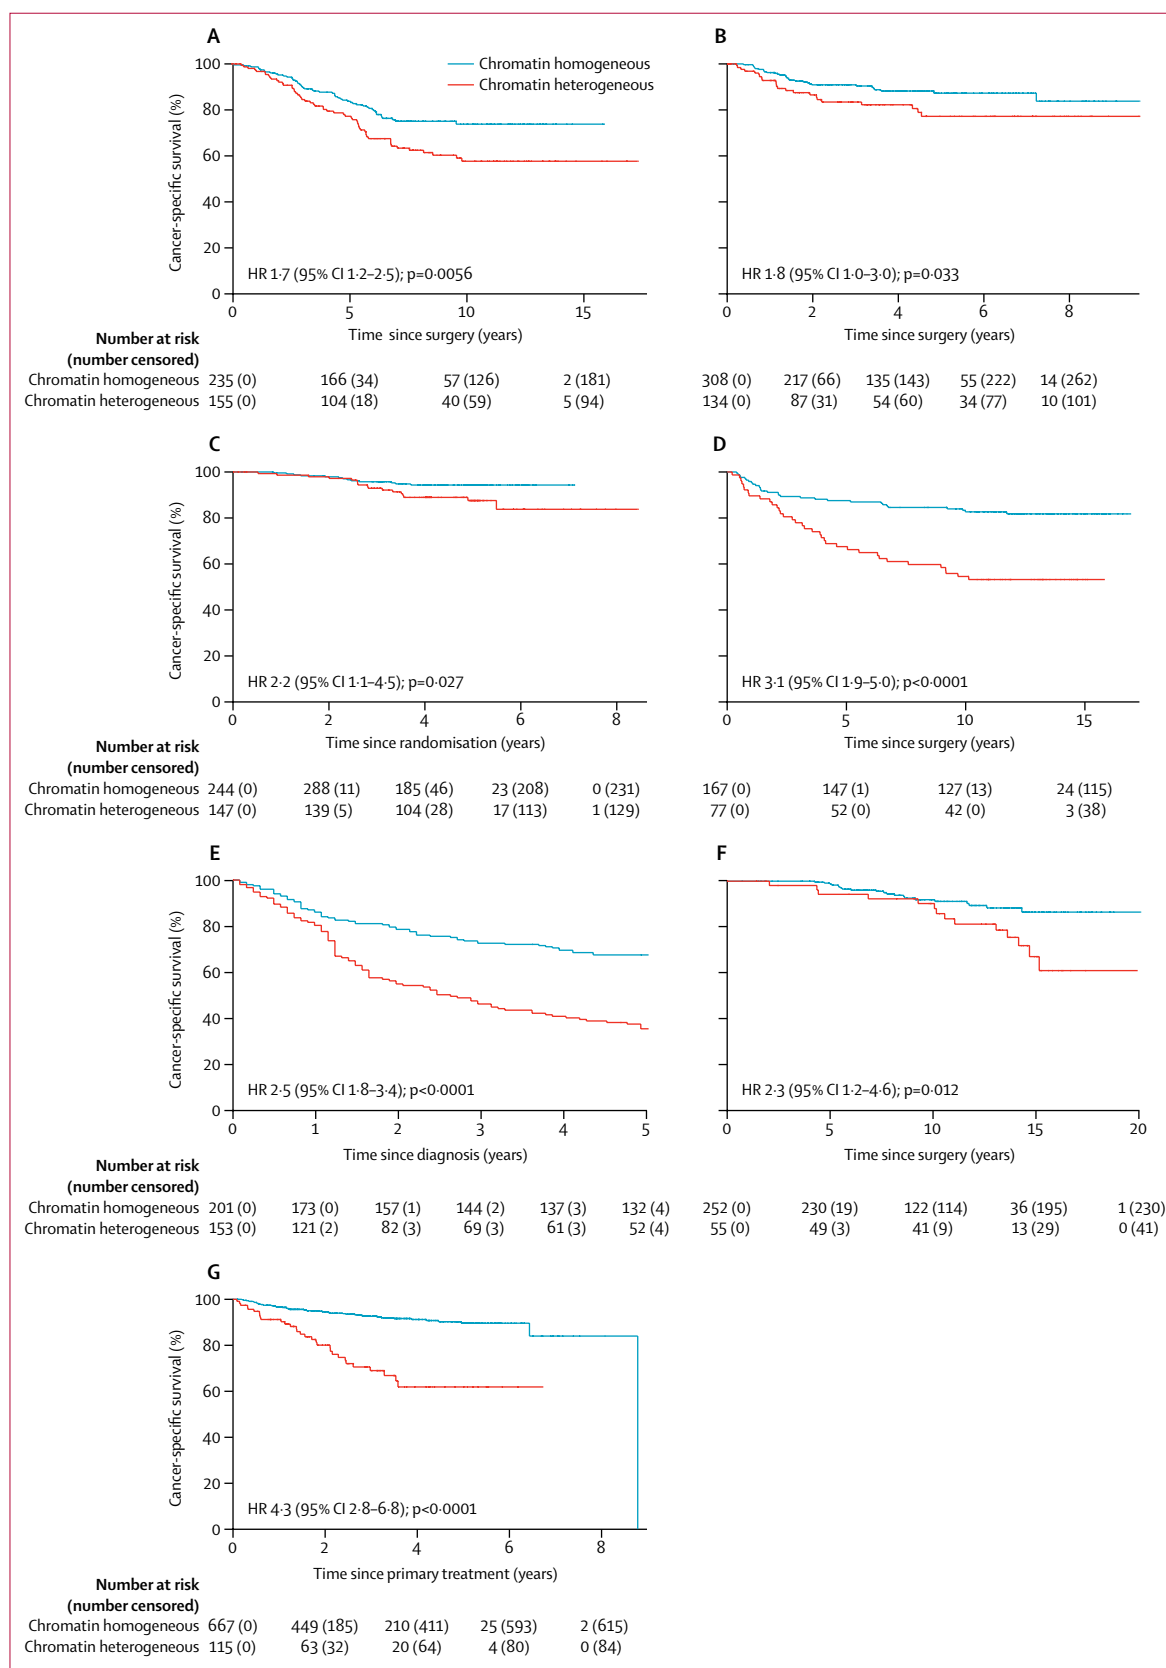 A
B
Chromatin homogeneous
Chromatin heterogeneous
Cancer-specific survival (%)
100
80
60
40
20
0
HR 1·7 (95% CI 1·2–2·5); p=0·0056
HR 1·8 (95% CI 1·0–3·0); p=0·033
0 5 10 15
0 2 4 6 8
Time since surgery (years)
Time since surgery (years)
Number at risk
(number censored)
Chromatin homogeneous 235 (0) 166 (34) 57 (126) 2 (181) 308 (0) 217 (66) 135 (143) 55 (222) 14 (262)
Chromatin heterogeneous 155 (0) 104 (18) 40 (59) 5 (94) 134 (0) 87 (31) 54 (60) 34 (77) 10 (101)
C
D
Cancer-specific survival (%)
100
80
60
40
20
0
HR 2·2 (95% CI 1·1–4·5); p=0·027
HR 3·1 (95% CI 1·9–5·0); p<0·0001
0 2 4 6 8
0 5 10 15
Time since randomisation (years)
Time since surgery (years)
Number at risk
(number censored)
Chromatin homogeneous 244 (0) 288 (11) 185 (46) 23 (208) 0 (231) 167 (0) 147 (1) 127 (13) 24 (115)
Chromatin heterogeneous 147 (0) 139 (5) 104 (28) 17 (113) 1 (129) 77 (0) 52 (0) 42 (0) 3 (38)
E
F
Cancer-specific survival (%)
100
80
60
40
20
0
HR 2·5 (95% CI 1·8–3·4); p<0·0001
HR 2·3 (95% CI 1·2–4·6); p=0·012
0 1 2 3 4 5
0 5 10 15 20
Time since diagnosis (years)
Time since surgery (years)
Number at risk
(number censored)
Chromatin homogeneous 201 (0) 173 (0) 157 (1) 144 (2) 137 (3) 132 (4) 252 (0) 230 (19) 122 (114) 36 (195) 1 (230)
Chromatin heterogeneous 153 (0) 121 (2) 82 (3) 69 (3) 61 (3) 52 (4) 55 (0) 49 (3) 41 (9) 13 (29) 0 (41)
G
Cancer-specific survival (%)
100
80
60
40
20
0
HR 4·3 (95% CI 2·8–6·8); p<0·0001
0 2 4 6 8
Time since primary treatment (years)
Number at risk
(number censored)
Chromatin homogeneous 667 (0) 449 (185) 210 (411) 25 (593) 2 (615)
Chromatin heterogeneous 115 (0) 63 (32) 20 (64) 4 (80) 0 (84)